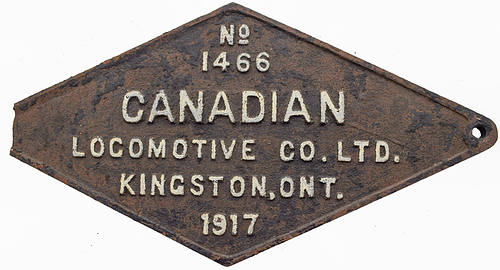 Nº
1466
CANADIAN
LOCOMOTIVE CO. LTD.
KINGSTON, ONT.
1917